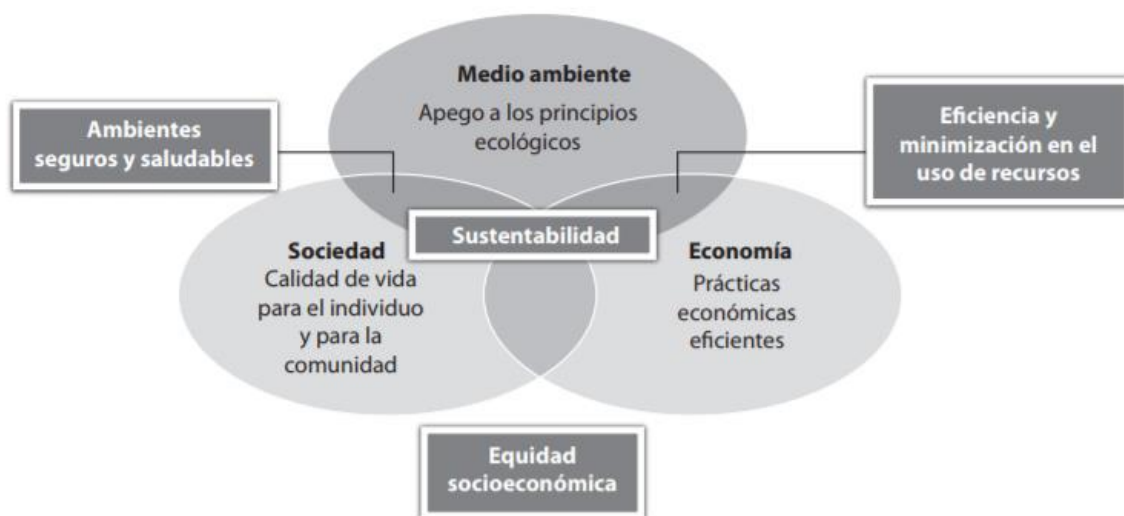 Medio ambiente
Apego a los principios
ecológicos
Ambientes
seguros y saludables
Eficiencia y
minimización en el
uso de recursos
Sustentabilidad
Sociedad
Calidad de vida
para el individuo
y para la
comunidad
Economía
Prácticas
económicas
eficientes
Equidad
socioeconómica